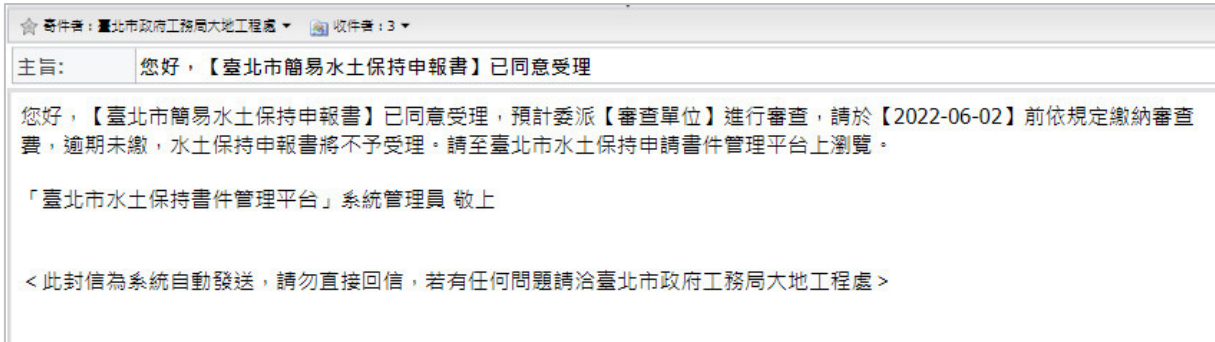 寄件者：臺北市政府工務局大地工程處 收件者：3
主旨: 您好，【臺北市簡易水土保持申報書】已同意受理
您好，【臺北市簡易水土保持申報書】已同意受理，預計委派【審查單位】進行審查，請於【2022-06-02】前依規定繳納審查
費，逾期未繳，水土保持申報書將不予受理。請至臺北市水土保持申請書件管理平台上瀏覽。
「臺北市水土保持書件管理平台」系統管理員 敬上
<此封信為系統自動發送，請勿直接回信，若有任何問題請洽臺北市政府工務局大地工程處>